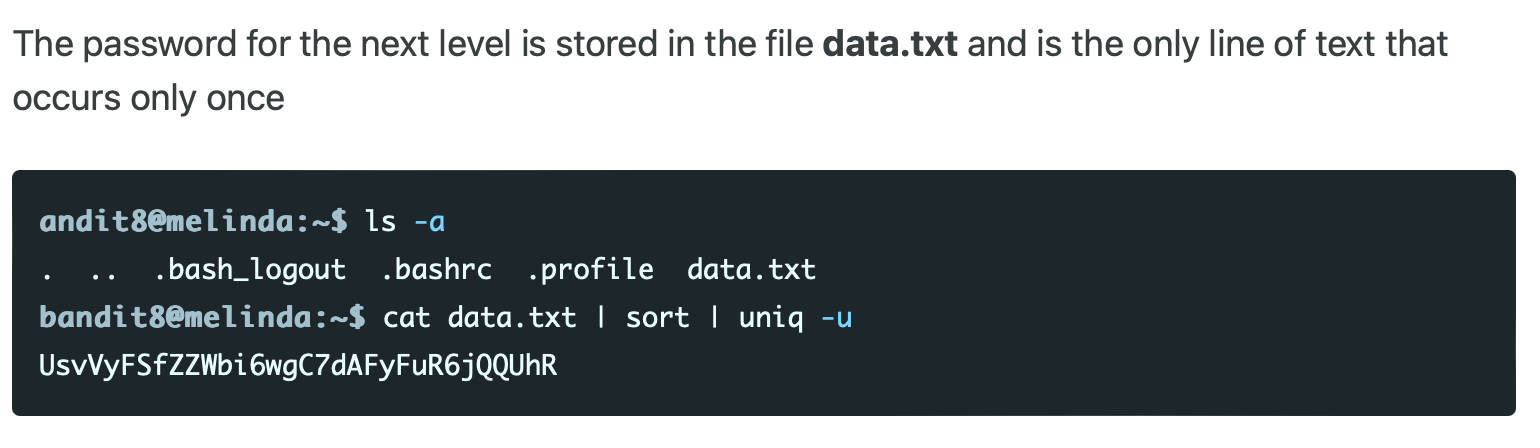 The password for the next level is stored in the file data.txt and is the only line of text that
occurs only once
andit8@melinda:~$ ls -a
.  ..  .bash_logout  .bashrc  .profile  data.txt
bandit8@melinda:~$ cat data.txt | sort | uniq -u
UsvVyFSfZZWbi6wgC7dAFyFuR6jQQUhR